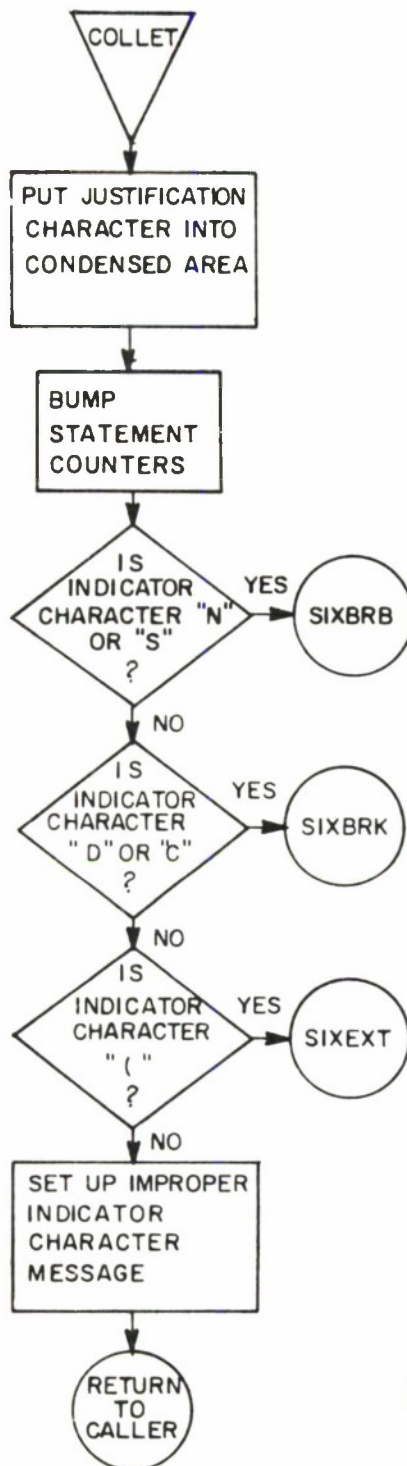 COLLET
PUT JUSTIFICATION
CHARACTER INTO
CONDENSED AREA
BUMP
STATEMENT
COUNTERS
IS
INDICATOR
CHARACTER "N"
OR "S"
?
YES
SIXBRB
NO
IS
INDICATOR
CHARACTER
"D" OR "C"
?
YES
SIXBRK
NO
IS
INDICATOR
CHARACTER
"("
?
YES
SIXEXT
NO
SET UP IMPROPER
INDICATOR
CHARACTER
MESSAGE
RETURN
TO
CALLER